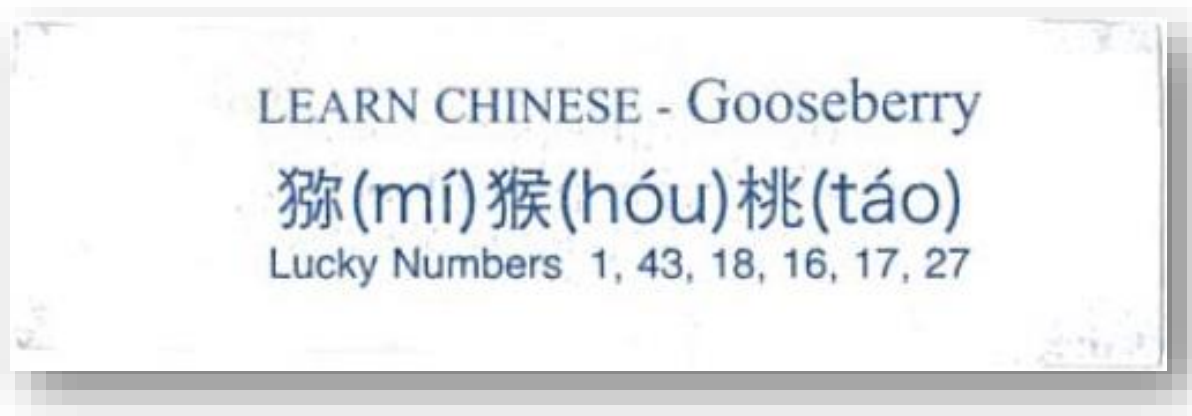 LEARN CHINESE - Gooseberry
猕(mí)猴(hóu)桃(táo)
Lucky Numbers 1, 43, 18, 16, 17, 27